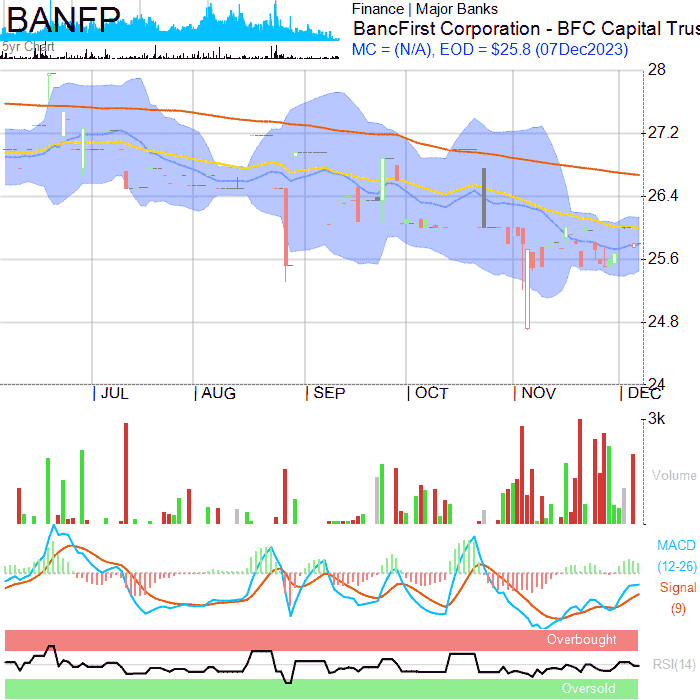 BANFP
5yr Chart
Finance | Major Banks
BancFirst Corporation - BFC Capital Trus
MC = (N/A), EOD = $25.8 (07Dec2023)
28
27.2
26.4
25.6
24.8
24
JUL AUG SEP OCT NOV DEC
3k
Volume
MACD
(12-26)
Signal
(9)
Overbought
RSI(14)
Oversold